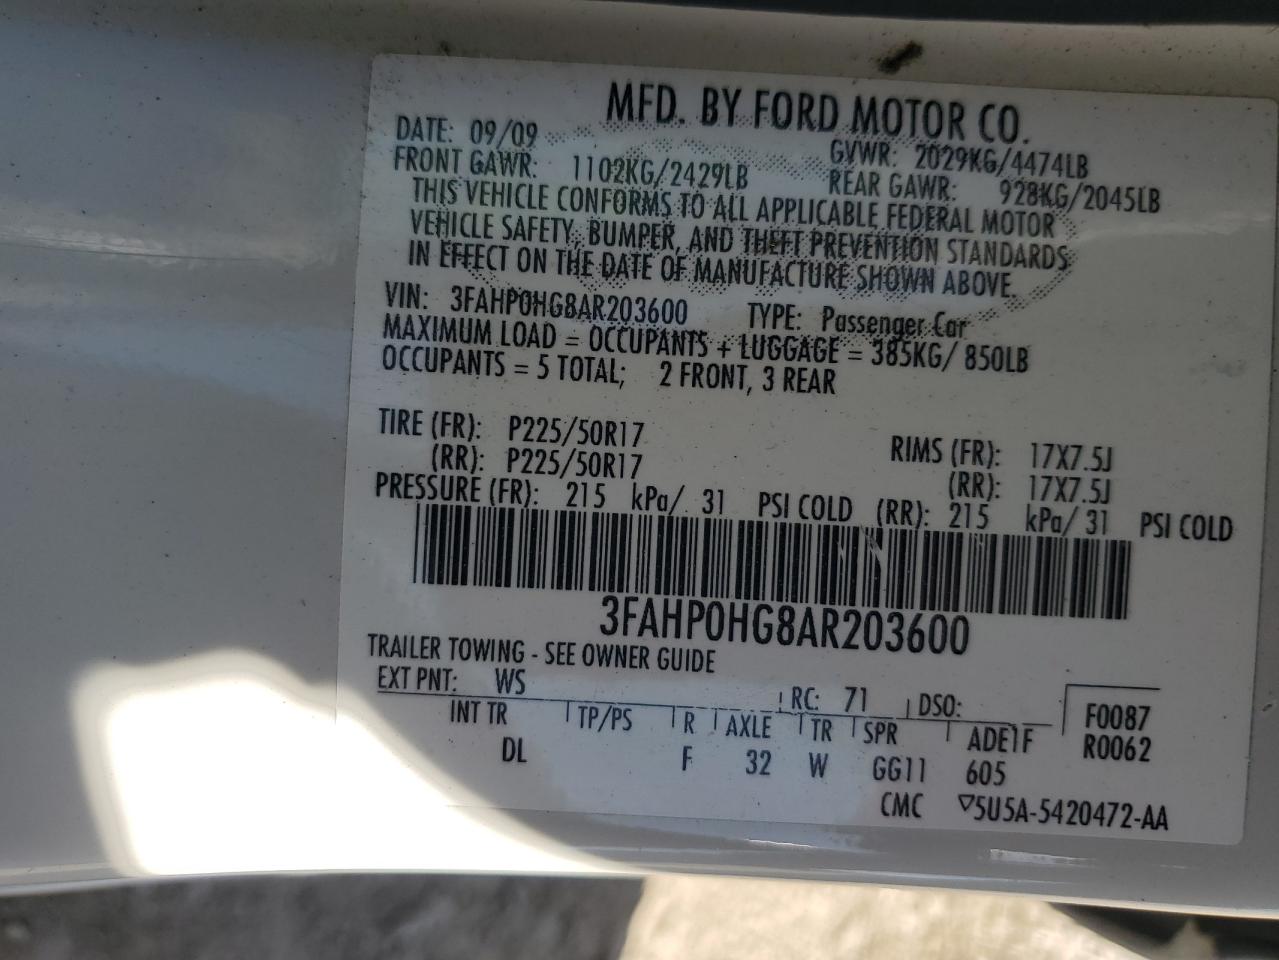 MFD. BY FORD MOTOR CO.
DATE: 09/09 GVWR: 2029KG/4474LB
FRONT GAWR: 1102KG/2429LB REAR GAWR: 928KG/2045LB
THIS VEHICLE CONFORMS TO ALL APPLICABLE FEDERAL MOTOR
VEHICLE SAFETY, BUMPER, AND THEFT PREVENTION STANDARDS
IN EFFECT ON THE DATE OF MANUFACTURE SHOWN ABOVE.
VIN: 3FAHP0HG8AR203600 TYPE: Passenger Car
MAXIMUM LOAD = OCCUPANTS + LUGGAGE = 385KG/ 850LB
OCCUPANTS = 5 TOTAL; 2 FRONT, 3 REAR
TIRE (FR): P225/50R17 RIMS (FR): 17X7.5J
(RR): P225/50R17 (RR): 17X7.5J
PRESSURE (FR): 215 kPa/ 31 PSI COLD (RR): 215 kPa/ 31 PSI COLD
3FAHP0HG8AR203600
TRAILER TOWING - SEE OWNER GUIDE
EXT PNT: WS RC: 71 DSO: F0087
INT TR TP/PS R AXLE TR SPR ADE1F R0062
DL F 32 W GG11 605
CMC ▽5U5A-5420472-AA